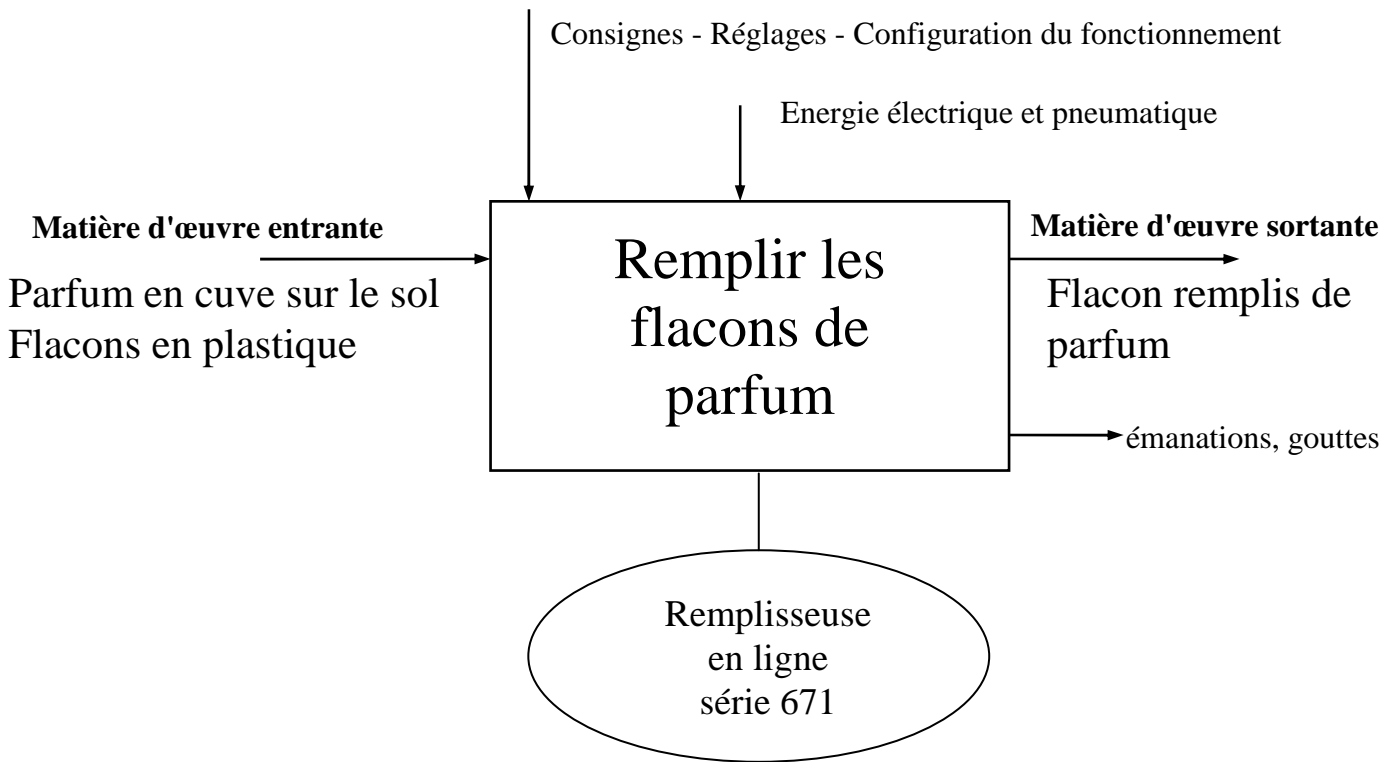 Consignes - Réglages - Configuration du fonctionnement
Energie électrique et pneumatique
Matière d'œuvre entrante
Parfum en cuve sur le sol
Flacons en plastique
Remplir les
flacons de
parfum
Matière d'œuvre sortante
Flacon remplis de
parfum
émanations, gouttes
Remplisseuse
en ligne
série 671